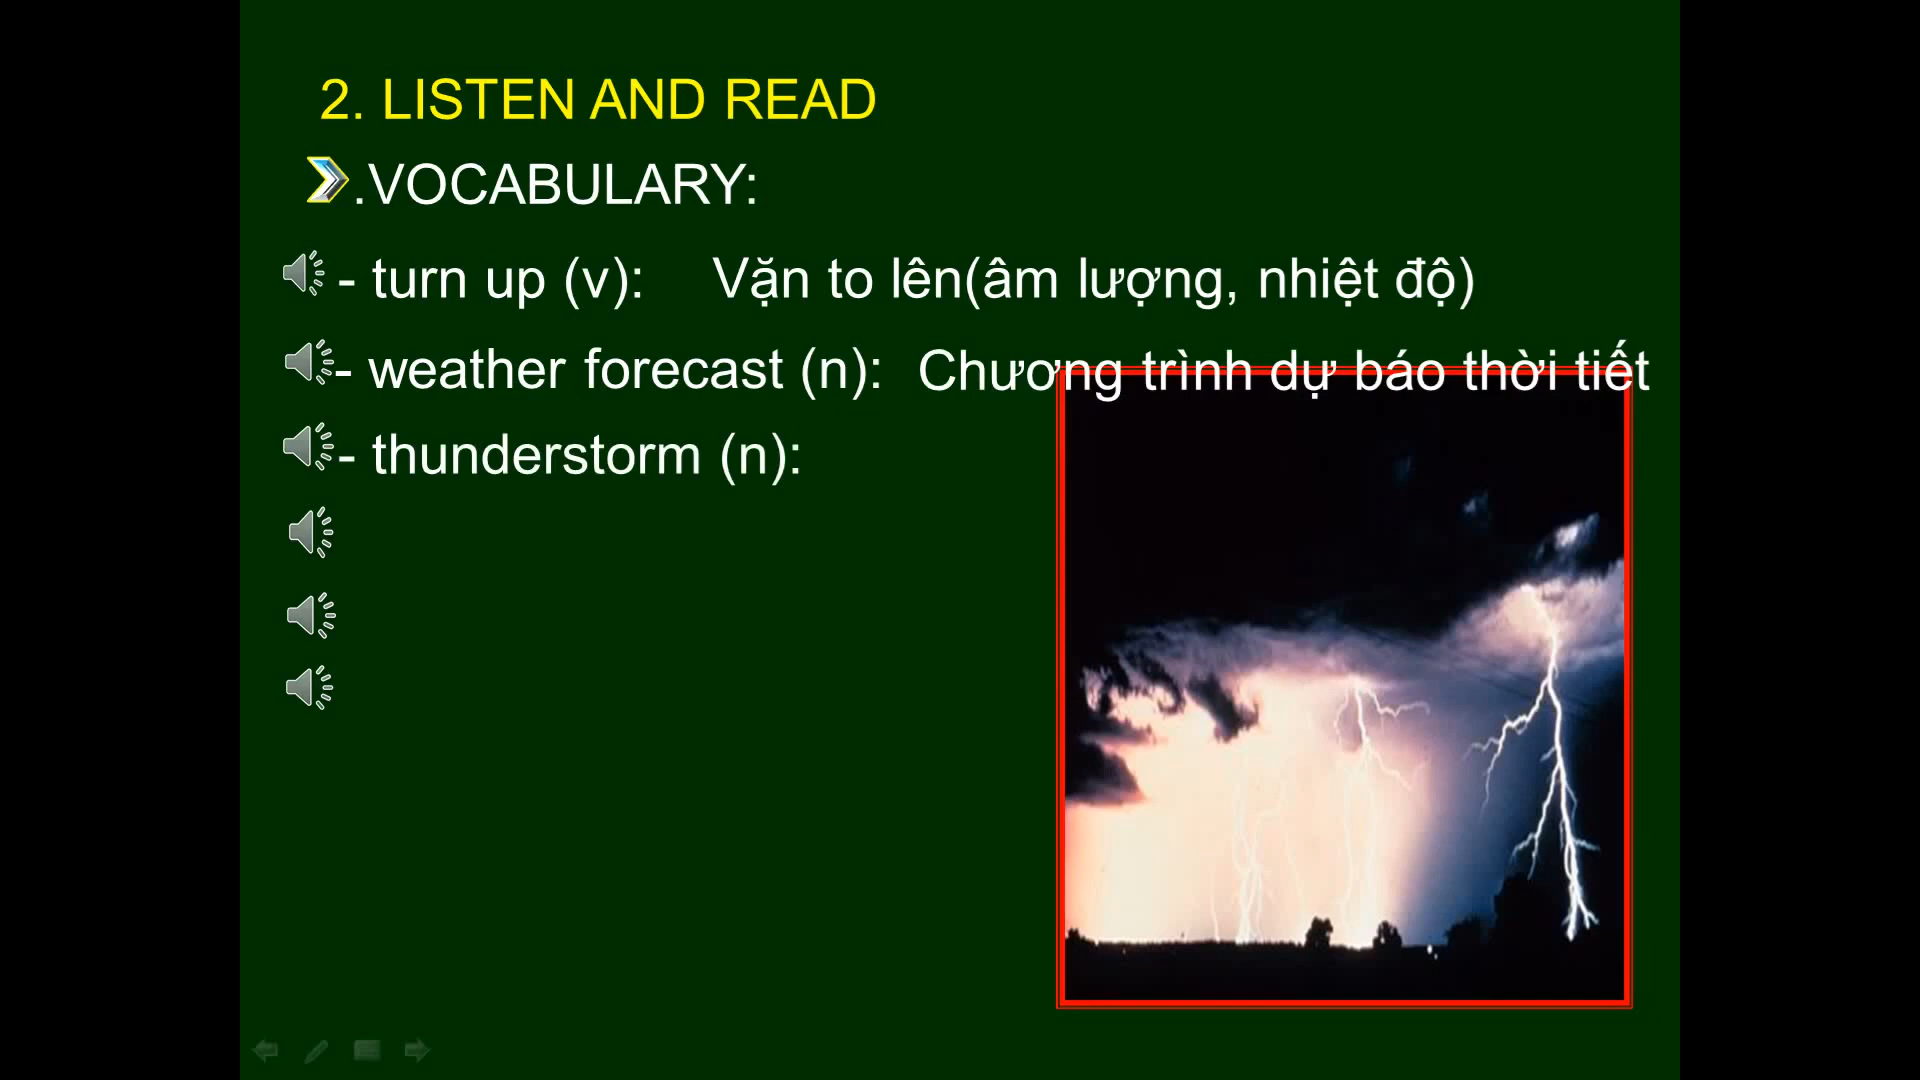 2. LISTEN AND READ
.VOCABULARY:
- turn up (v): Vặn to lên(âm lượng, nhiệt độ)
- weather forecast (n): Chương trình dự báo thời tiết
- thunderstorm (n):